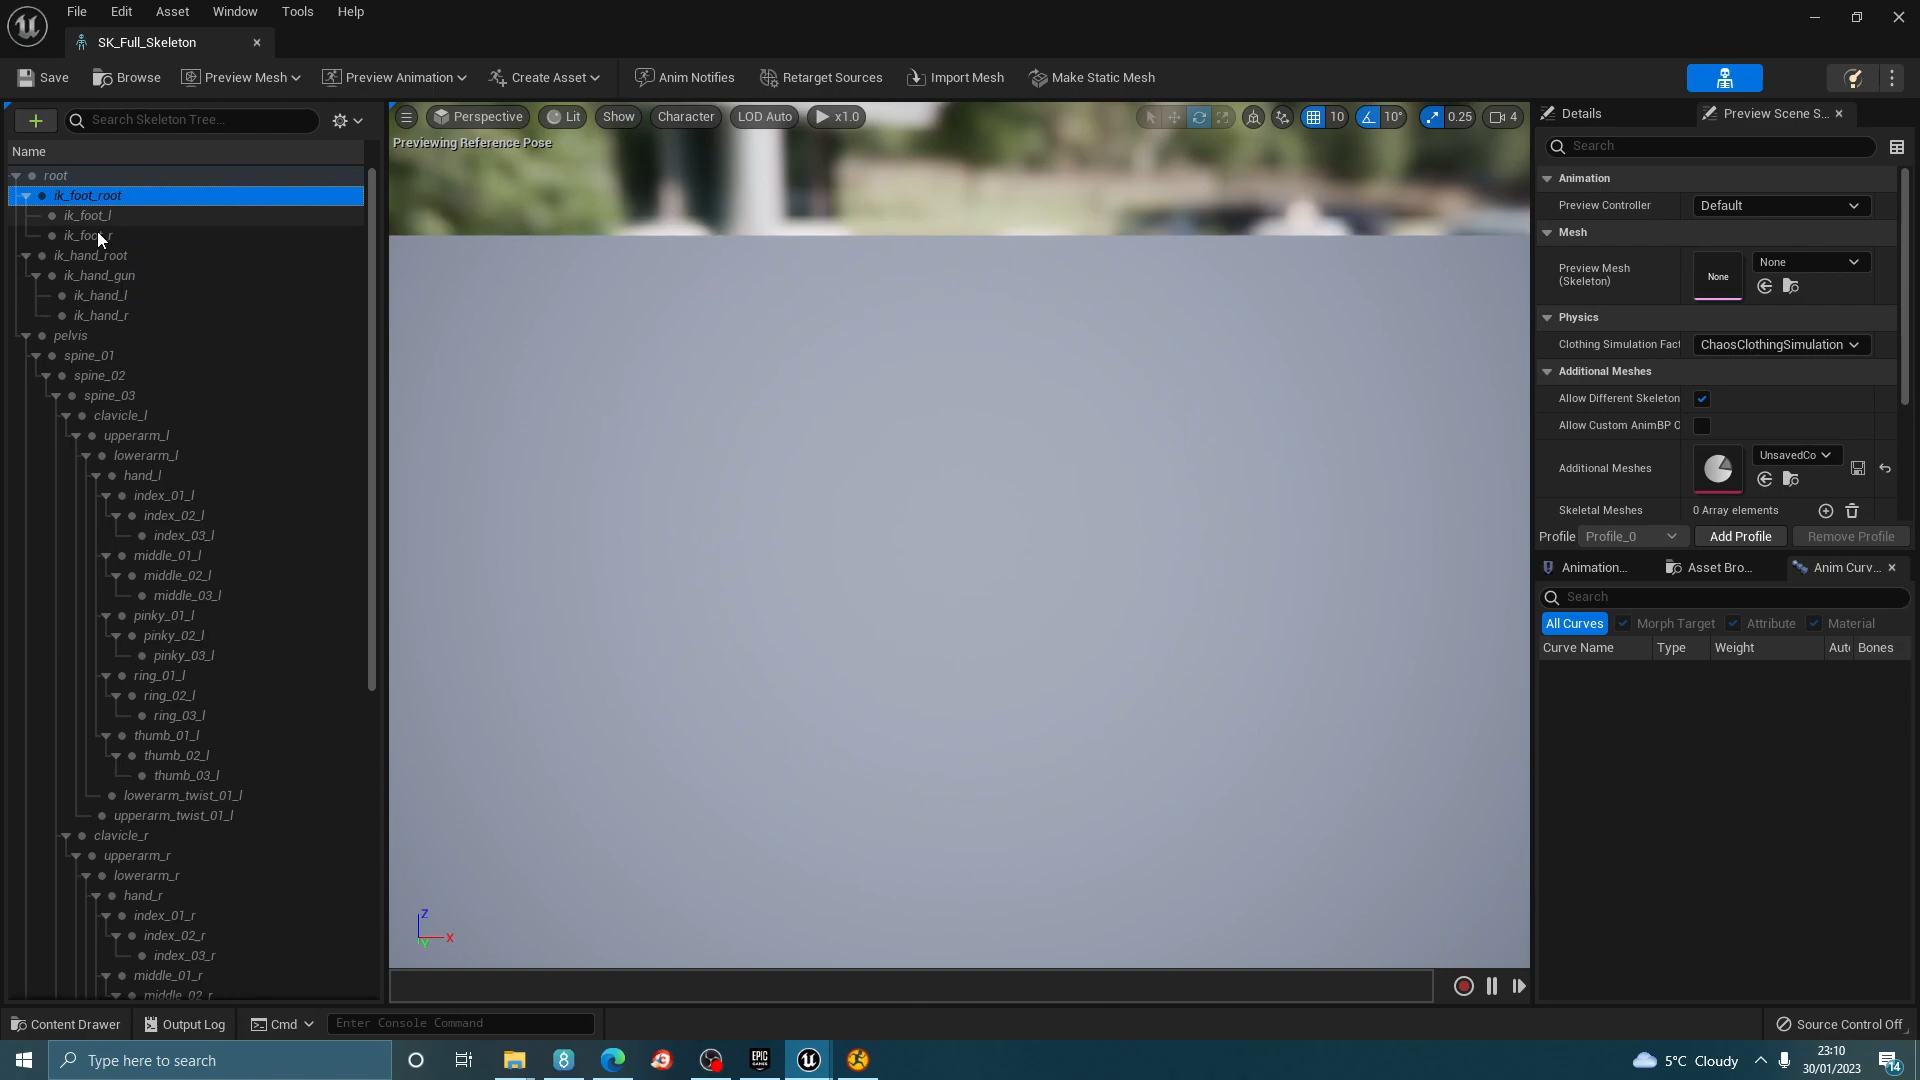 File Edit Asset Window Tools Help
SK_Full_Skeleton
Save Browse Preview Mesh Preview Animation Create Asset Anim Notifies Retarget Sources Import Mesh Make Static Mesh
Search Skeleton Tree...
Name
root
ik_foot_root
ik_foot_l
ik_foot_r
ik_hand_root
ik_hand_gun
ik_hand_l
ik_hand_r
pelvis
spine_01
spine_02
spine_03
clavicle_l
upperarm_l
lowerarm_l
hand_l
index_01_l
index_02_l
index_03_l
middle_01_l
middle_02_l
middle_03_l
pinky_01_l
pinky_02_l
pinky_03_l
ring_01_l
ring_02_l
ring_03_l
thumb_01_l
thumb_02_l
thumb_03_l
lowerarm_twist_01_l
upperarm_twist_01_l
clavicle_r
upperarm_r
lowerarm_r
hand_r
index_01_r
index_02_r
index_03_r
middle_01_r
middle_02_r
Perspective Lit Show Character LOD Auto x1.0 10 10° 0.25 4
Previewing Reference Pose
Z
X
Y
Details Preview Scene S...
Search
Animation
Preview Controller Default
Mesh
Preview Mesh
(Skeleton)
None
None
Physics
Clothing Simulation Fact ChaosClothingSimulation
Additional Meshes
Allow Different Skeleton
Allow Custom AnimBP C
Additional Meshes UnsavedCo
Skeletal Meshes 0 Array elements
Profile Profile_0 Add Profile Remove Profile
Animation... Asset Bro... Anim Curv...
Search
All Curves Morph Target Attribute Material
Curve Name Type Weight Aut Bones
Content Drawer Output Log Cmd Enter Console Command Source Control Off
Type here to search
EPIC
GAMES
5°C Cloudy
23:10
30/01/2023
14